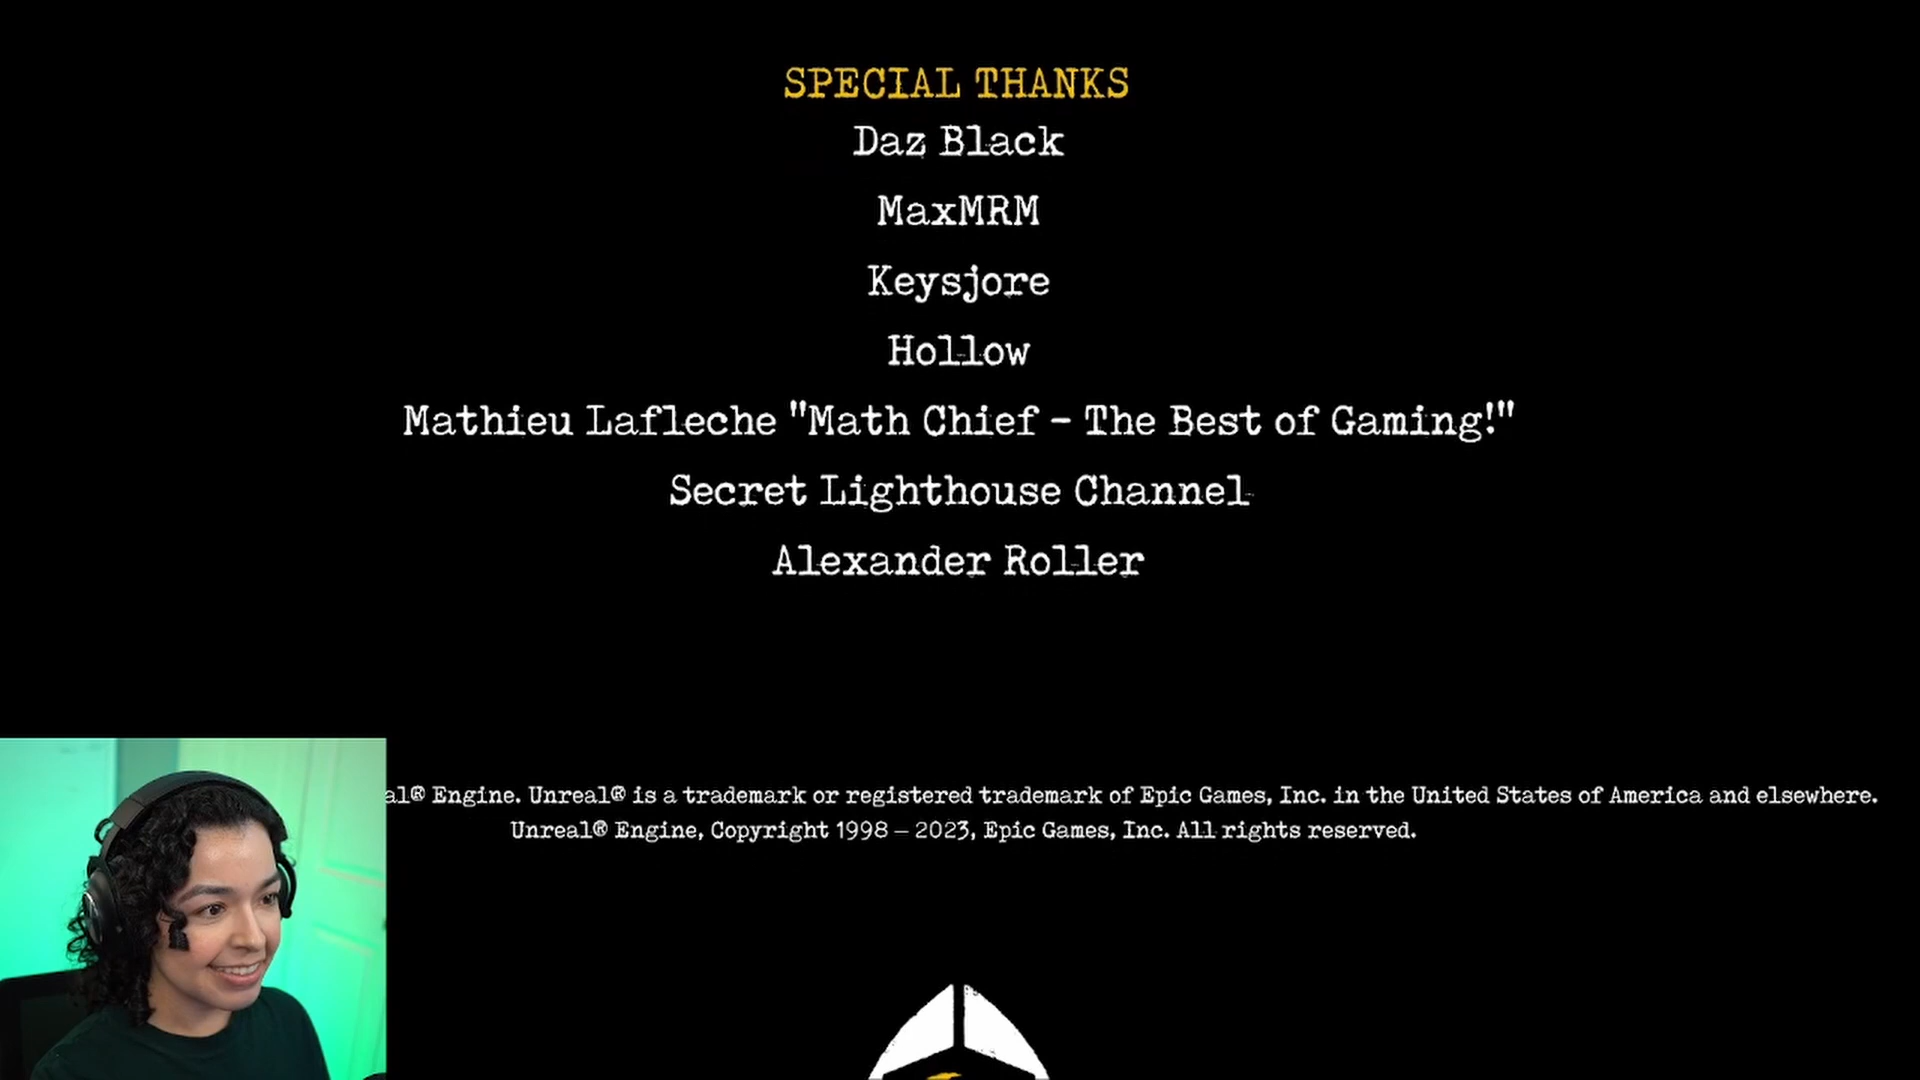 SPECIAL THANKS
Daz Black
MaxMRM
Keysjore
Hollow
Mathieu Lafleche "Math Chief - The Best of Gaming!"
Secret Lighthouse Channel
Alexander Roller
Engine. Unreal® is a trademark or registered trademark of Epic Games, Inc. in the United States of America and elsewhere.
Unreal® Engine, Copyright 1998 – 2023, Epic Games, Inc. All rights reserved.